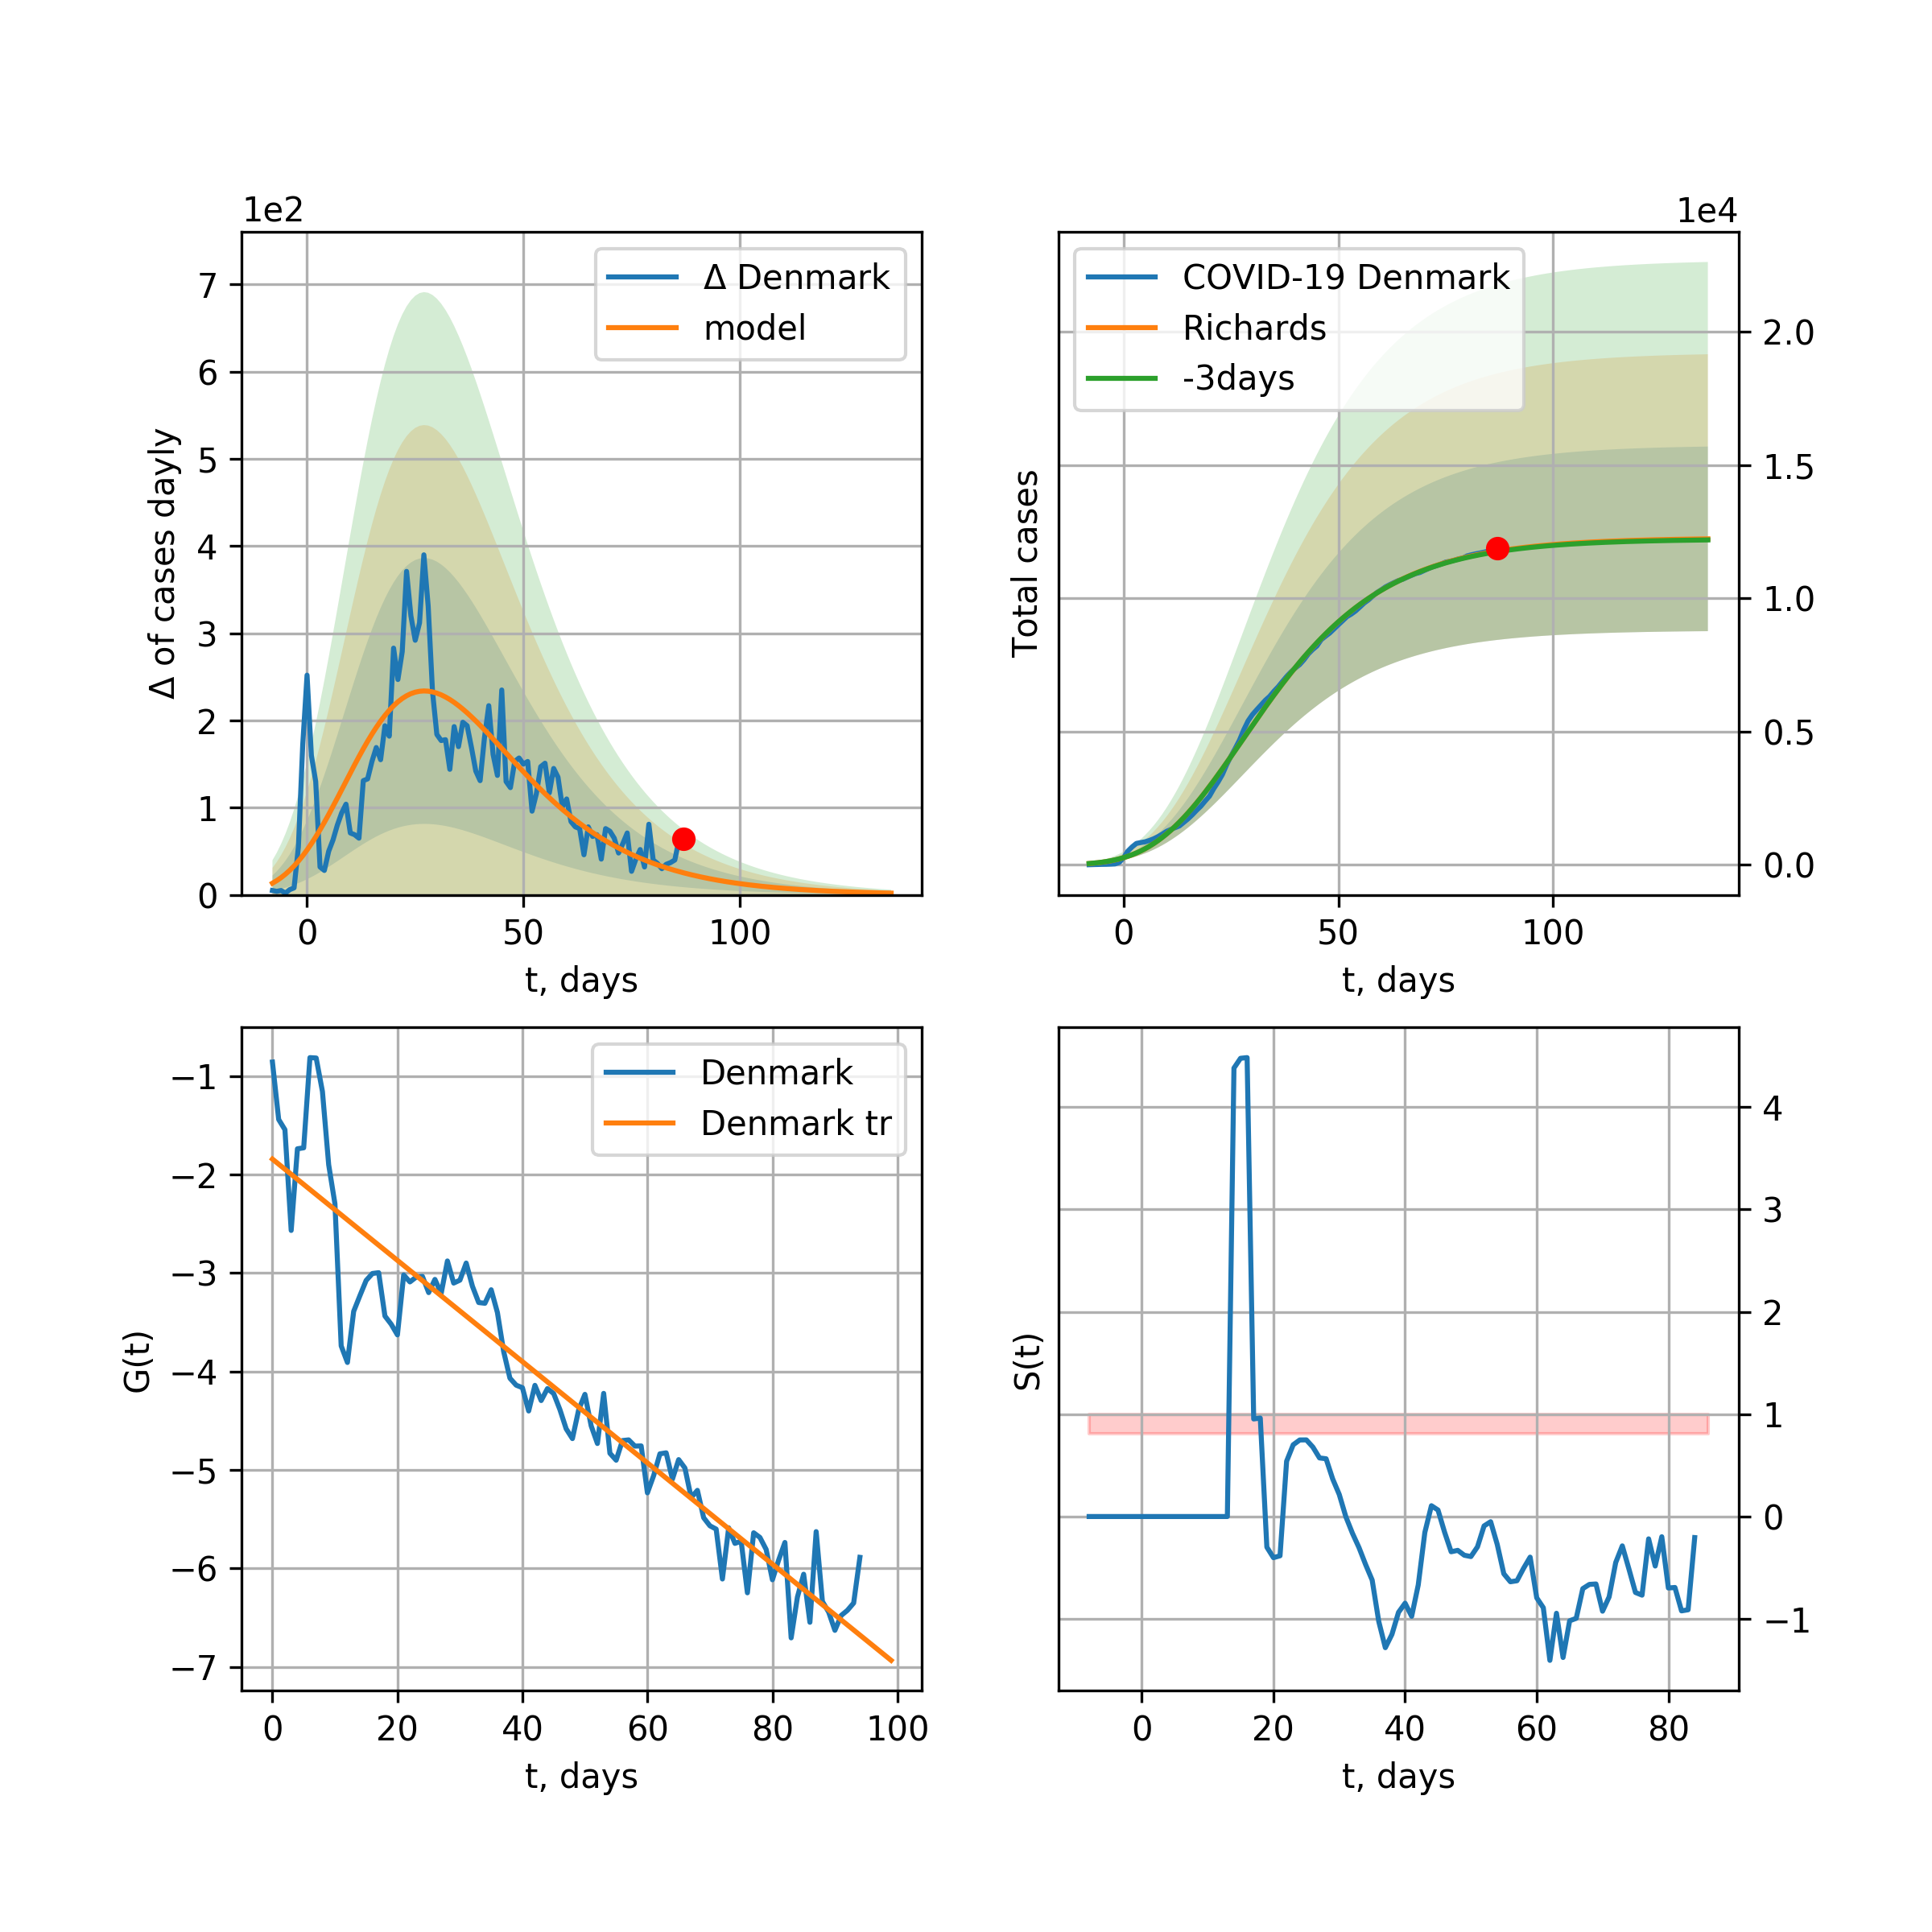 1e2
Δ of cases dayly
7
6
5
4
3
2
1
0
Δ Denmark
model
0 50 100
t, days
1e4
Total cases
COVID-19 Denmark
Richards
-3days
2.0
1.5
1.0
0.5
0.0
0 50 100
t, days
G(t)
−1
−2
−3
−4
−5
−6
−7
Denmark
Denmark tr
0 20 40 60 80 100
t, days
S(t)
4
3
2
1
0
−1
0 20 40 60 80
t, days